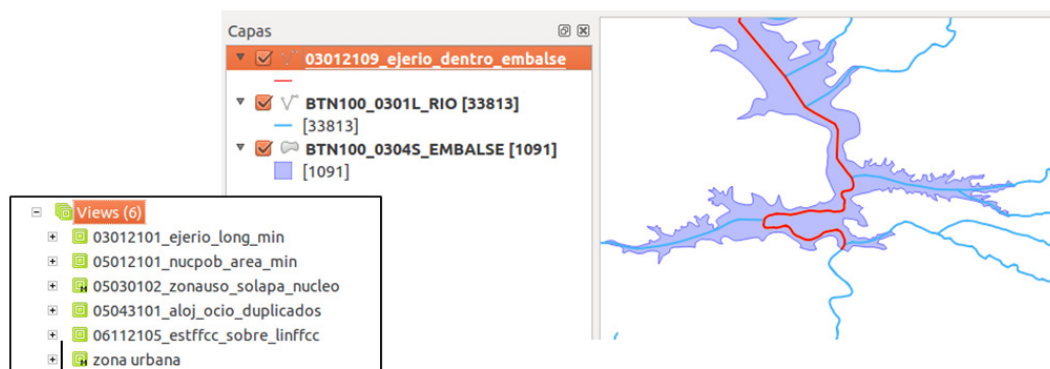 Capas
03012109_ejerio_dentro_embalse
BTN100_0301L_RIO [33813]
[33813]
BTN100_0304S_EMBALSE [1091]
[1091]
Views (6)
03012101_ejerio_long_min
05012101_nucpob_area_min
05030102_zonauso_solapa_nucleo
05043101_aloj_ocio_duplicados
06112105_estffcc_sobre_linffcc
zona urbana